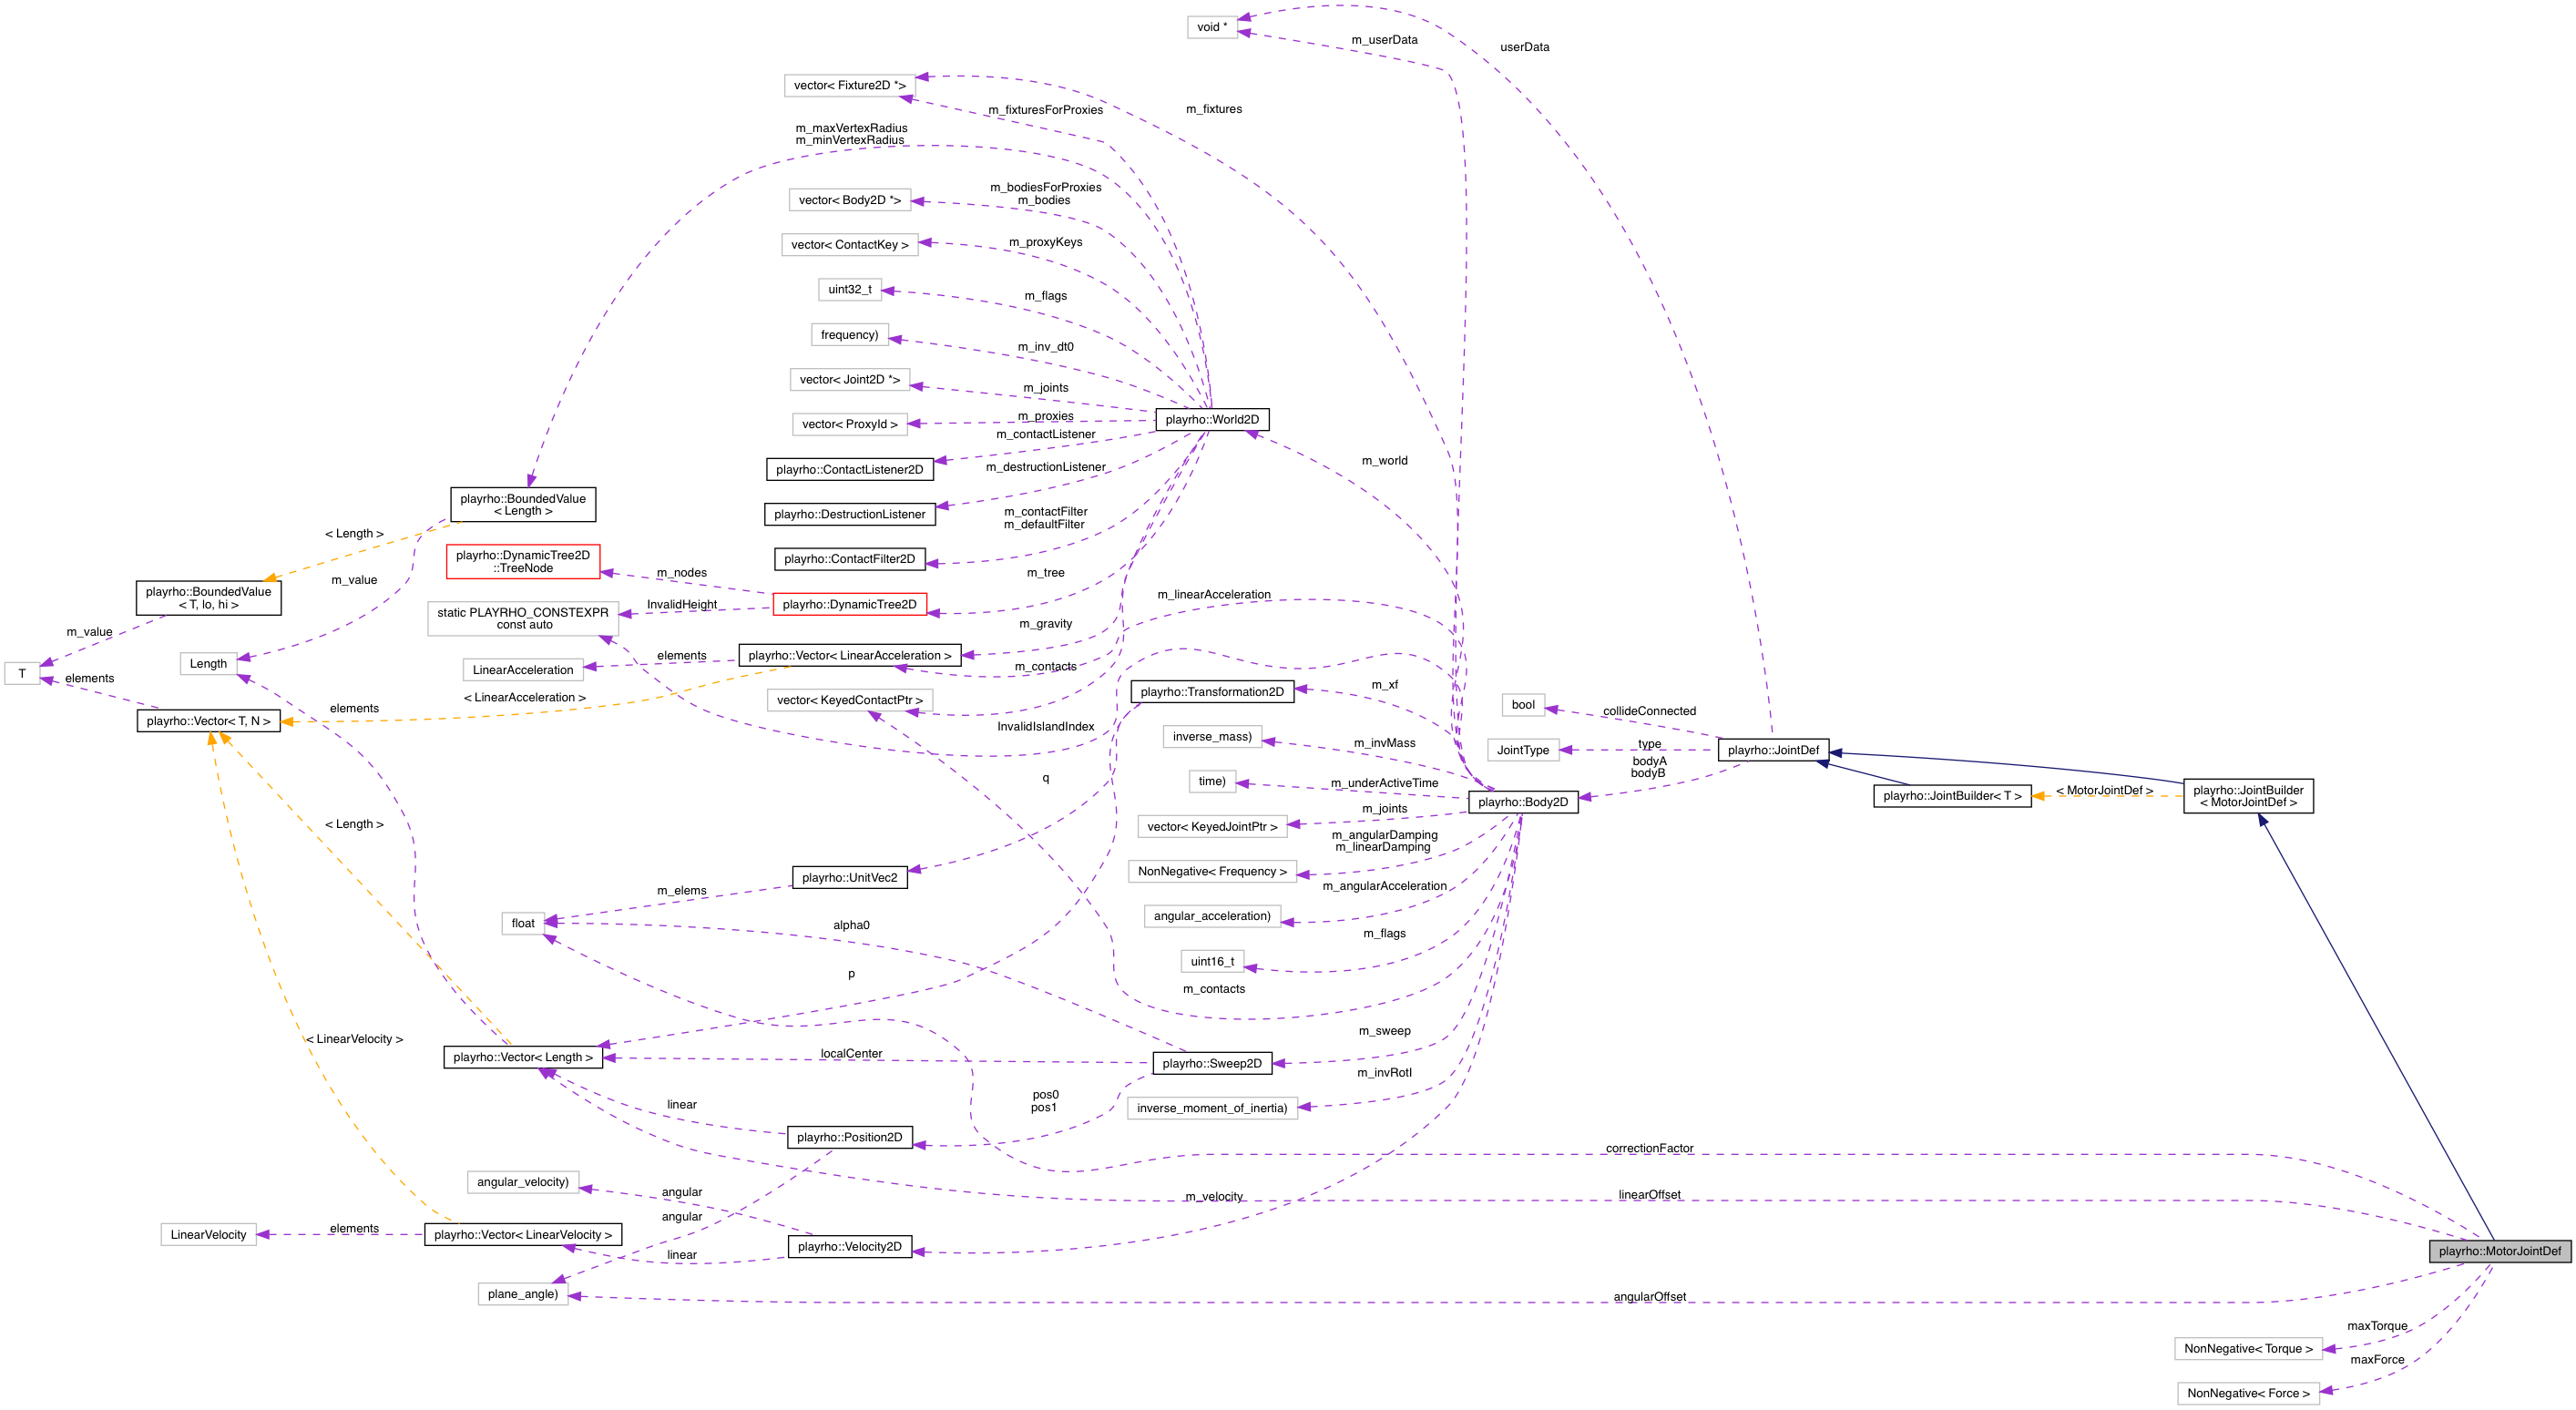 void *
userData
m_userData
vector< Fixture2D *>
m_fixtures
m_fixturesForProxies
m_maxVertexRadius
m_minVertexRadius
vector< Body2D *>
m_bodiesForProxies
m_bodies
vector< ContactKey >
m_proxyKeys
uint32_t
m_flags
frequency)
m_inv_dt0
vector< Joint2D *>
m_joints
vector< ProxyId >
m_proxies
playrho::World2D
m_contactListener
playrho::ContactListener2D
m_world
m_destructionListener
playrho::DestructionListener
playrho::BoundedValue
< Length >
m_contactFilter
m_defaultFilter
playrho::ContactFilter2D
< Length >
playrho::DynamicTree2D
::TreeNode
m_nodes
m_tree
m_value
playrho::BoundedValue
< T, lo, hi >
playrho::DynamicTree2D
InvalidHeight
static PLAYRHO_CONSTEXPR
const auto
m_linearAcceleration
m_gravity
m_value
elements
playrho::Vector< LinearAcceleration >
LinearAcceleration
Length
T
elements
m_contacts
< LinearAcceleration >
vector< KeyedContactPtr >
playrho::Transformation2D
m_xf
elements
playrho::Vector< T, N >
InvalidIslandIndex
bool
collideConnected
inverse_mass)
m_invMass
JointType
type
playrho::JointDef
bodyA
bodyB
q
time)
m_underActiveTime
playrho::Body2D
playrho::JointBuilder< T >
< MotorJointDef >
playrho::JointBuilder
< MotorJointDef >
m_joints
vector< KeyedJointPtr >
< Length >
m_angularDamping
m_linearDamping
NonNegative< Frequency >
playrho::UnitVec2
m_elems
m_angularAcceleration
angular_acceleration)
float
alpha0
m_flags
uint16_t
p
m_contacts
m_sweep
< LinearVelocity >
playrho::Vector< Length >
localCenter
playrho::Sweep2D
m_invRotI
pos0
pos1
inverse_moment_of_inertia)
linear
playrho::Position2D
correctionFactor
angular_velocity)
angular
m_velocity
linearOffset
angular
elements
LinearVelocity
playrho::Vector< LinearVelocity >
linear
playrho::Velocity2D
playrho::MotorJointDef
plane_angle)
angularOffset
maxTorque
NonNegative< Torque >
maxForce
NonNegative< Force >